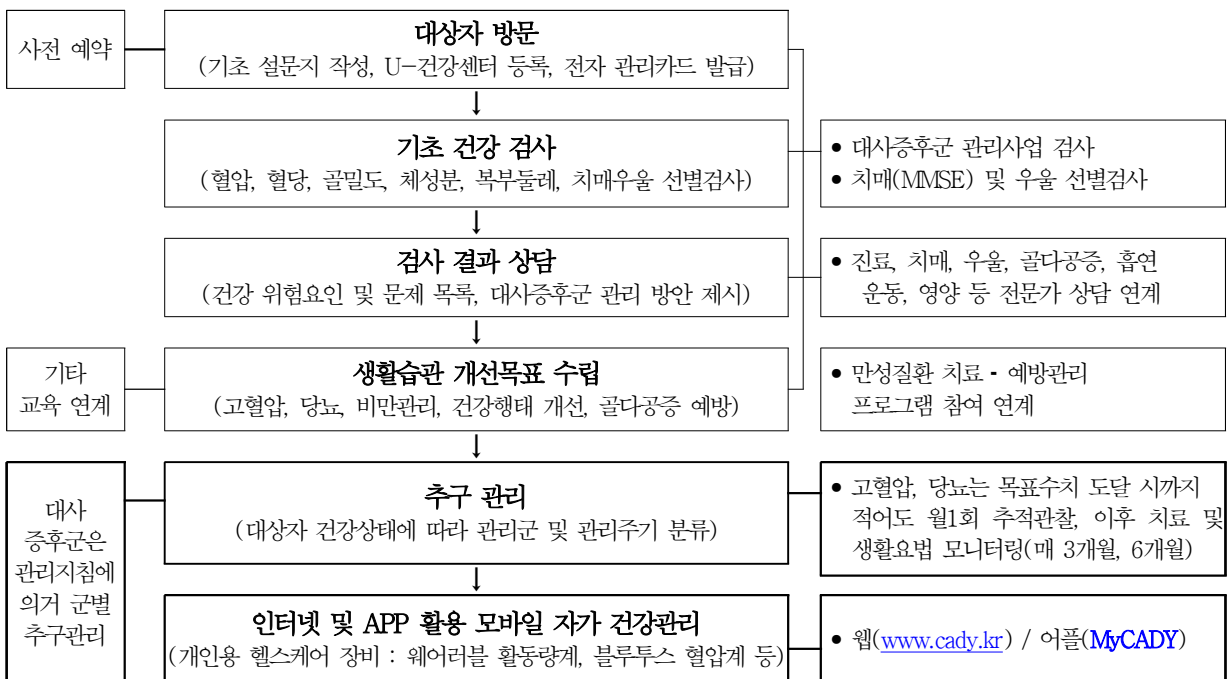 사전 예약
대상자 방문
(기초 설문지 작성, U-건강센터 등록, 전자 관리카드 발급)
↓
기초 건강 검사
(혈압, 혈당, 골밀도, 체성분, 복부둘레, 치매우울 선별검사)
• 대사증후군 관리사업 검사
• 치매(MMSE) 및 우울 선별검사
↓
검사 결과 상담
(건강 위험요인 및 문제 목록, 대사증후군 관리 방안 제시)
• 진료, 치매, 우울, 골다공증, 흡연
운동, 영양 등 전문가 상담 연계
↓
기타
교육 연계
생활습관 개선목표 수립
(고혈압, 당뇨, 비만관리, 건강행태 개선, 골다공증 예방)
• 만성질환 치료 - 예방관리
프로그램 참여 연계
↓
대사
증후군은
관리지침에
의거 군별
추구관리
추구 관리
(대상자 건강상태에 따라 관리군 및 관리주기 분류)
• 고혈압, 당뇨는 목표수치 도달 시까지
적어도 월1회 추적관찰, 이후 치료 및
생활요법 모니터링(매 3개월, 6개월)
↓
인터넷 및 APP 활용 모바일 자가 건강관리
(개인용 헬스케어 장비 : 웨어러블 활동량계, 블루투스 혈압계 등)
• 웹(www.cady.kr) / 어플(MyCADY)